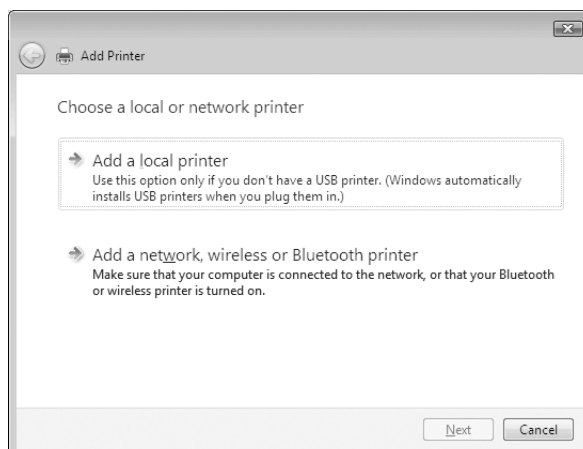 Add Printer
Choose a local or network printer
Add a local printer
Use this option only if you don't have a USB printer. (Windows automatically
installs USB printers when you plug them in.)
Add a network, wireless or Bluetooth printer
Make sure that your computer is connected to the network, or that your Bluetooth
or wireless printer is turned on.
Next Cancel